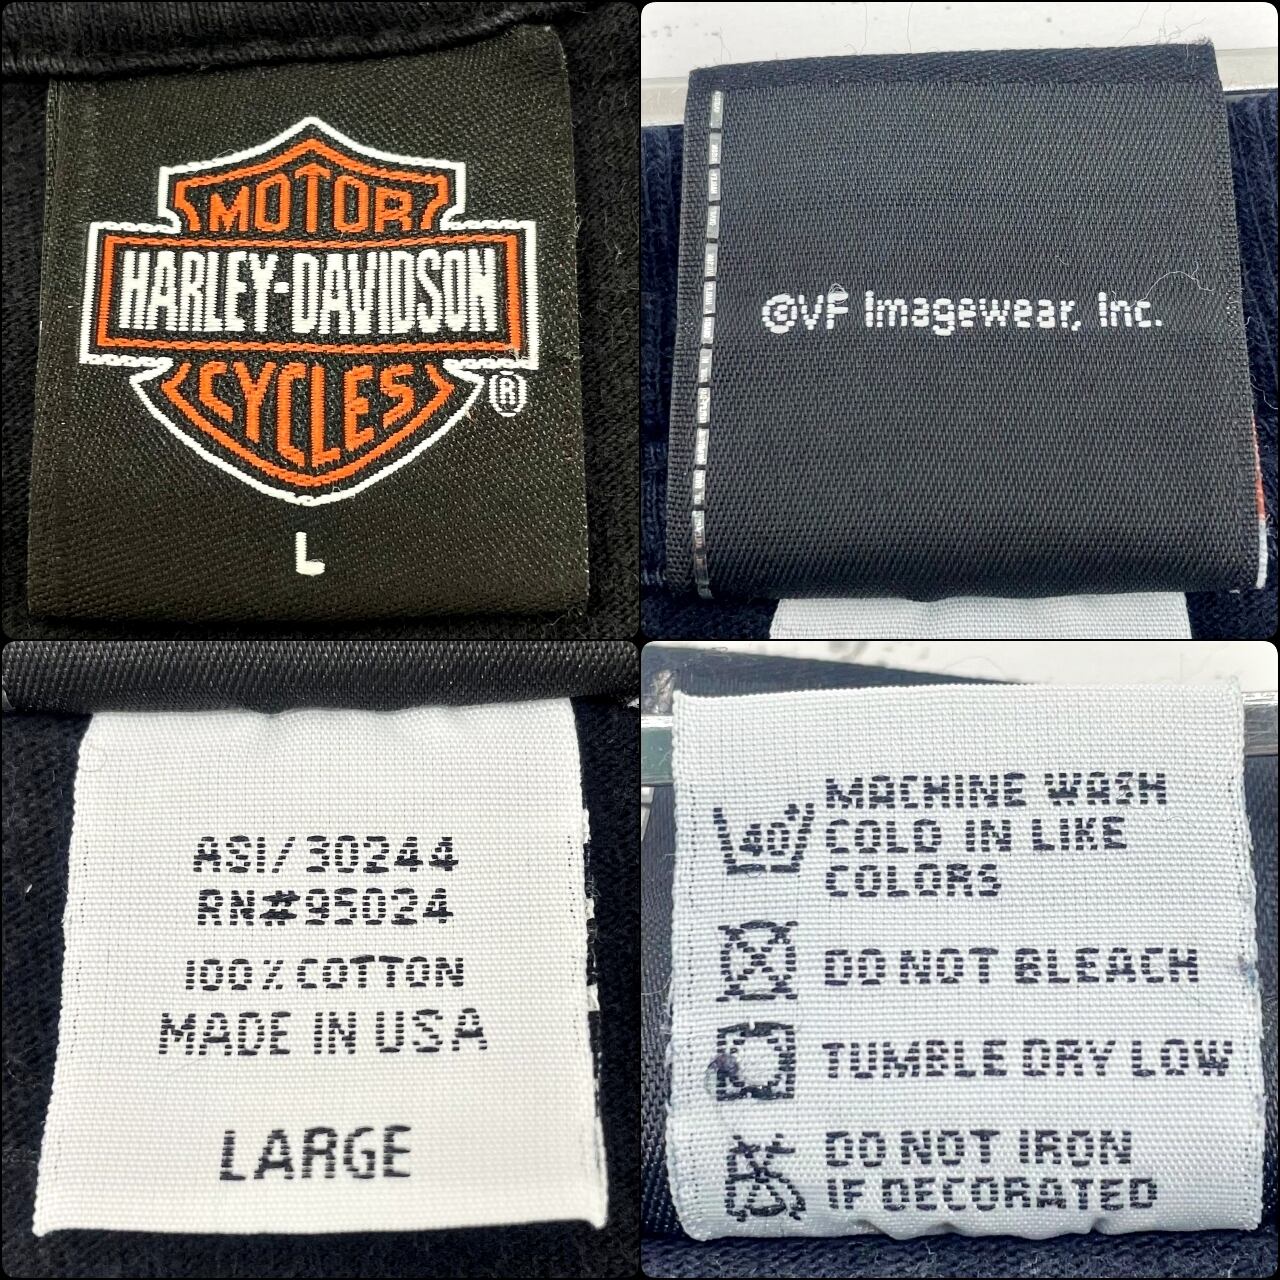 MOTOR
HARLEY-DAVIDSON
CYCLES
®
L
©VF Imagewear, Inc.
ASI/30244
RN#95024
100% COTTON
MADE IN USA
LARGE
40°
MACHINE WASH
COLD IN LIKE
COLORS
DO NOT BLEACH
TUMBLE DRY LOW
DO NOT IRON
IF DECORATED